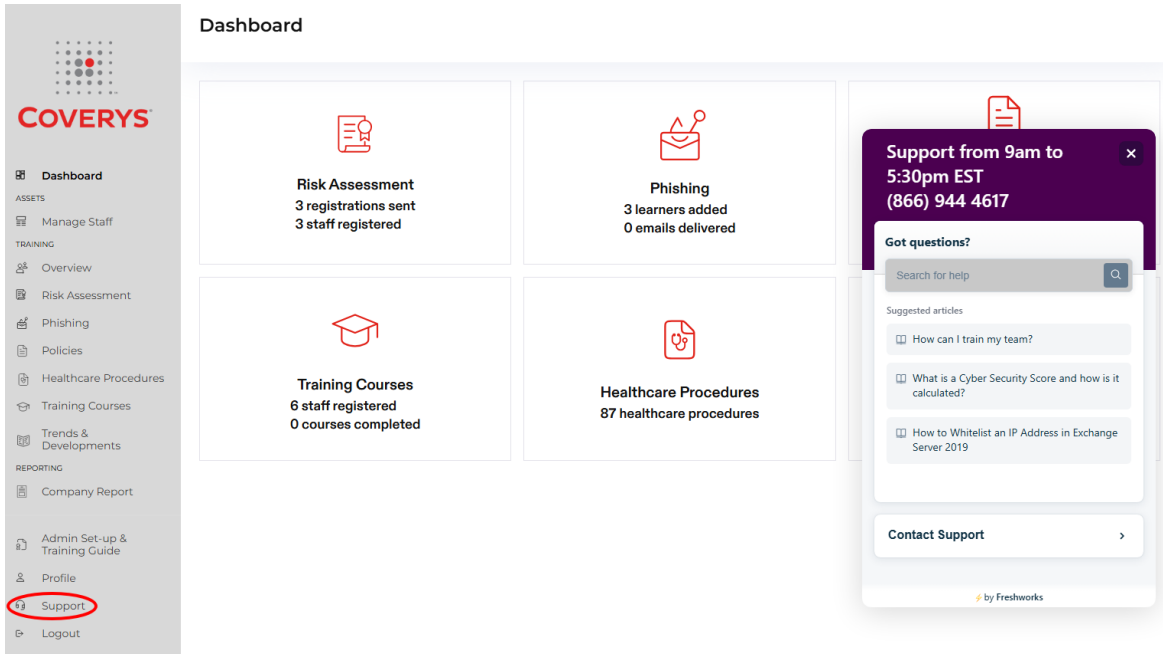 COVERYS
Dashboard
ASSETS
Manage Staff
TRAINING
Overview
Risk Assessment
Phishing
Policies
Healthcare Procedures
Training Courses
Trends &
Developments
REPORTING
Company Report
Admin Set-up &
Training Guide
Profile
Support
Logout
Dashboard
Risk Assessment
3 registrations sent
3 staff registered
Phishing
3 learners added
0 emails delivered
Training Courses
6 staff registered
0 courses completed
Healthcare Procedures
87 healthcare procedures
Support from 9am to
5:30pm EST
(866) 944 4617
Got questions?
Search for help
Suggested articles
How can I train my team?
What is a Cyber Security Score and how is it
calculated?
How to Whitelist an IP Address in Exchange
Server 2019
Contact Support
by Freshworks